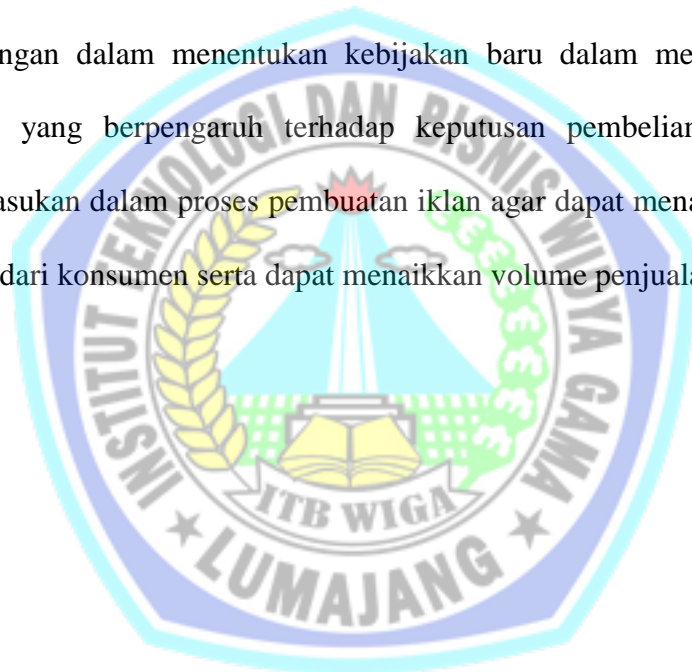 ngan dalam menentukan kebijakan baru dalam me
yang berpengaruh terhadap keputusan pembelian
asukan dalam proses pembuatan iklan agar dapat mena
dari konsumen serta dapat menaikkan volume penjuala
INSTITUT TEKNOLOGI DAN BISNIS WIDYA GAMA
ITB WIGA
LUMAJANG